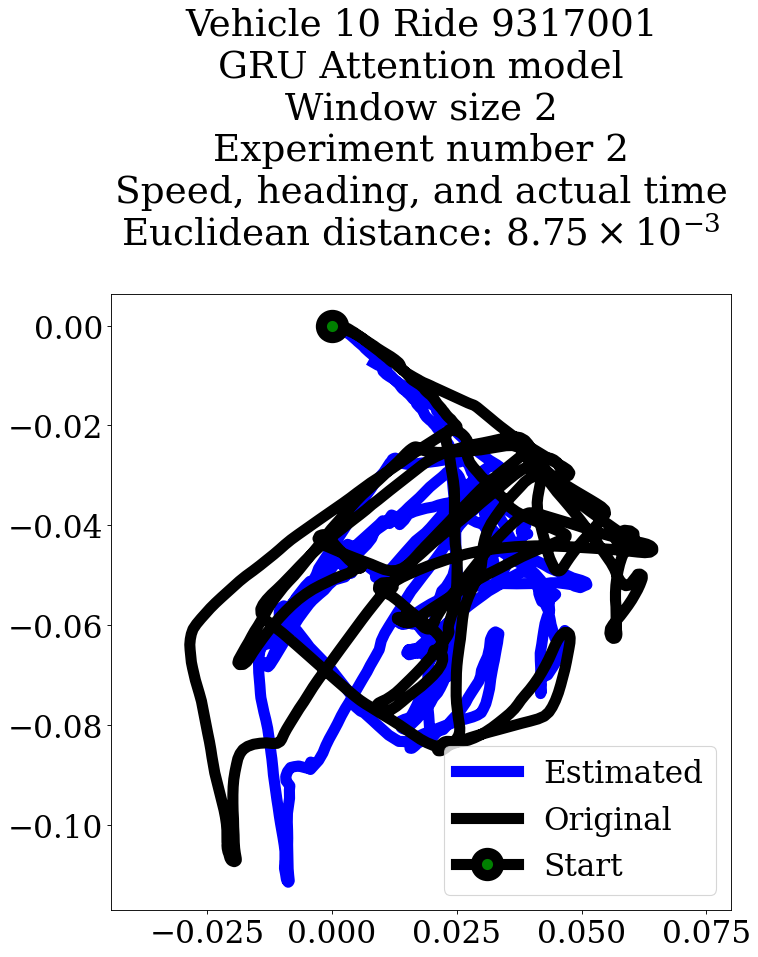 Vehicle 10 Ride 9317001
GRU Attention model
Window size 2
Experiment number 2
Speed, heading, and actual time
Euclidean distance: 8.75 × 10⁻³
0.00
−0.02
−0.04
−0.06
−0.08
−0.10
Estimated
Original
Start
−0.025 0.000 0.025 0.050 0.075